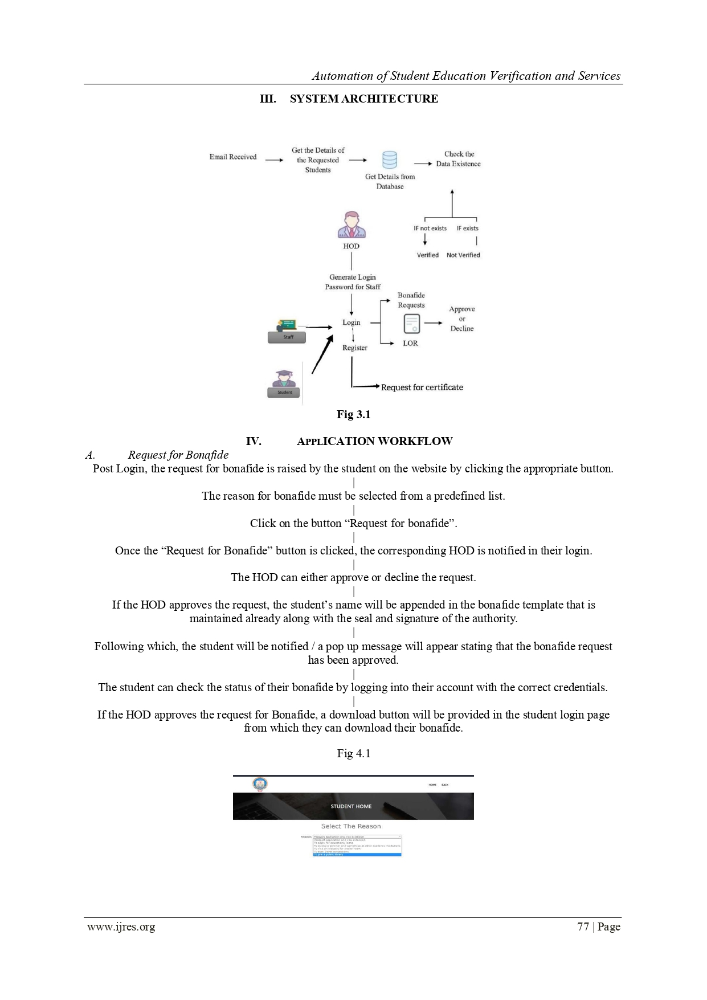 Automation of Student Education Verification and Services
III. SYSTEM ARCHITECTURE
Email Received
Get the Details of
the Requested
Students
Get Details from
Database
Check the
Data Existence
IF not exists
IF exists
Verified
Not Verified
HOD
Generate Login
Password for Staff
Login
Register
Bonafide
Requests
LOR
Approve
or
Decline
Staff
Student
Request for certificate
Fig 3.1
IV. APPLICATION WORKFLOW
A. Request for Bonafide
Post Login, the request for bonafide is raised by the student on the website by clicking the appropriate button.
|
The reason for bonafide must be selected from a predefined list.
|
Click on the button “Request for bonafide”.
|
Once the “Request for Bonafide” button is clicked, the corresponding HOD is notified in their login.
|
The HOD can either approve or decline the request.
|
If the HOD approves the request, the student’s name will be appended in the bonafide template that is
maintained already along with the seal and signature of the authority.
|
Following which, the student will be notified / a pop up message will appear stating that the bonafide request
has been approved.
|
The student can check the status of their bonafide by logging into their account with the correct credentials.
|
If the HOD approves the request for Bonafide, a download button will be provided in the student login page
from which they can download their bonafide.
Fig 4.1
HOME BACK
STUDENT HOME
Select The Reason
Reason: Passport application and visa extension
Passport application and visa extension
To apply for educational loans
To attend a seminar and workshops at other academic institutions
To visit an industry for project work
To avail travel concessions
To join a public library
www.ijres.org
77 | Page